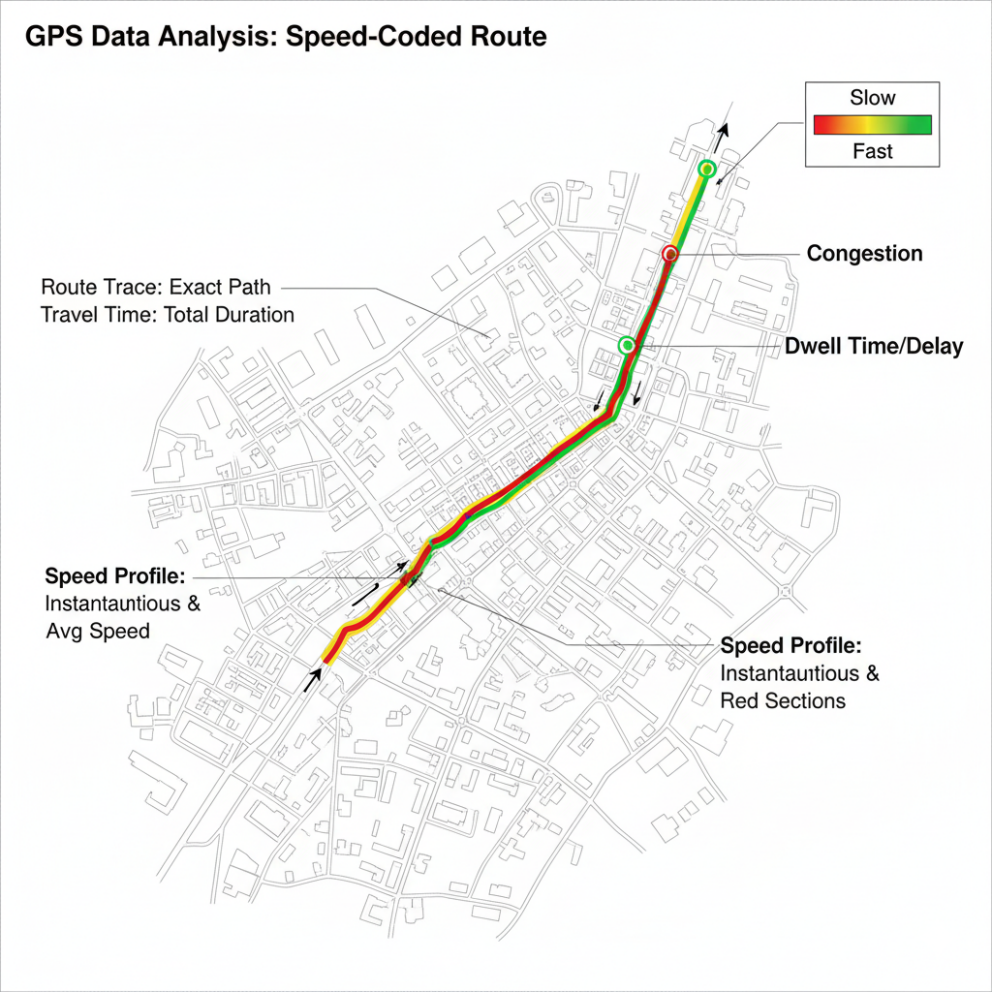 GPS Data Analysis: Speed-Coded Route
Slow
Fast
Congestion
Route Trace: Exact Path
Travel Time: Total Duration
Dwell Time/Delay
Speed Profile:
Instantautious &
Avg Speed
Speed Profile:
Instantautious &
Red Sections